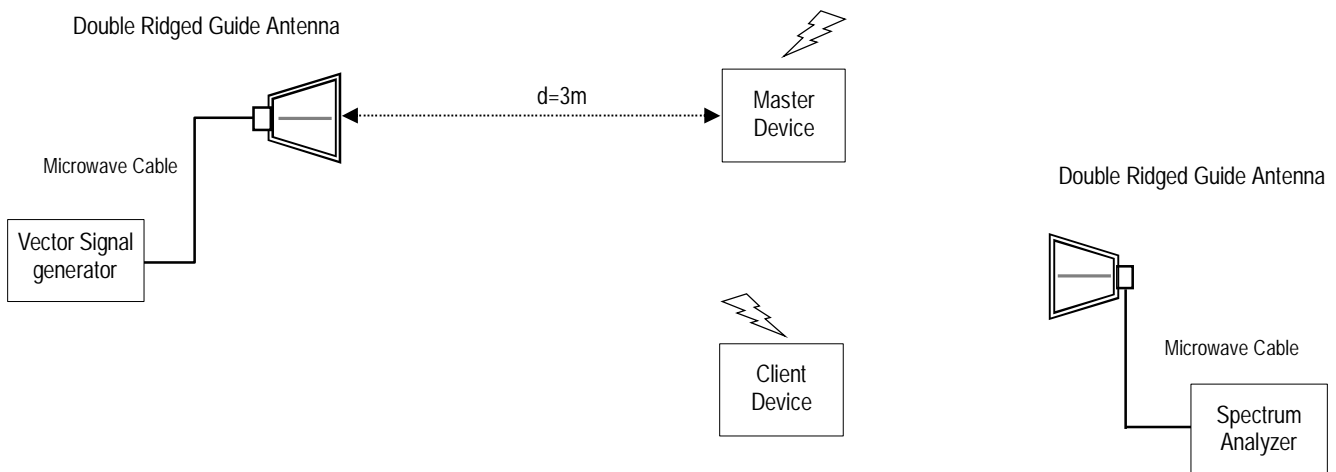 Double Ridged Guide Antenna
d=3m
Master
Device
Microwave Cable
Double Ridged Guide Antenna
Vector Signal
generator
Client
Device
Microwave Cable
Spectrum
Analyzer